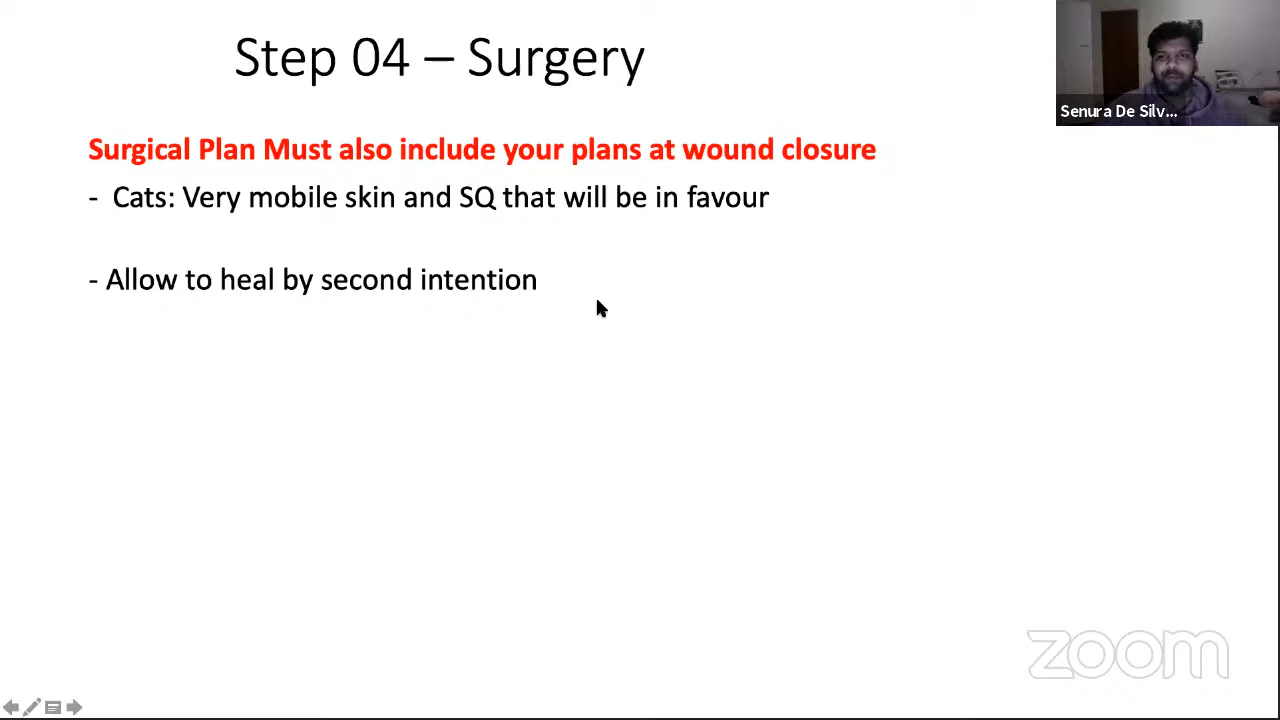 Step 04 – Surgery
Senura De Silv...
Surgical Plan Must also include your plans at wound closure
- Cats: Very mobile skin and SQ that will be in favour
- Allow to heal by second intention
zoom